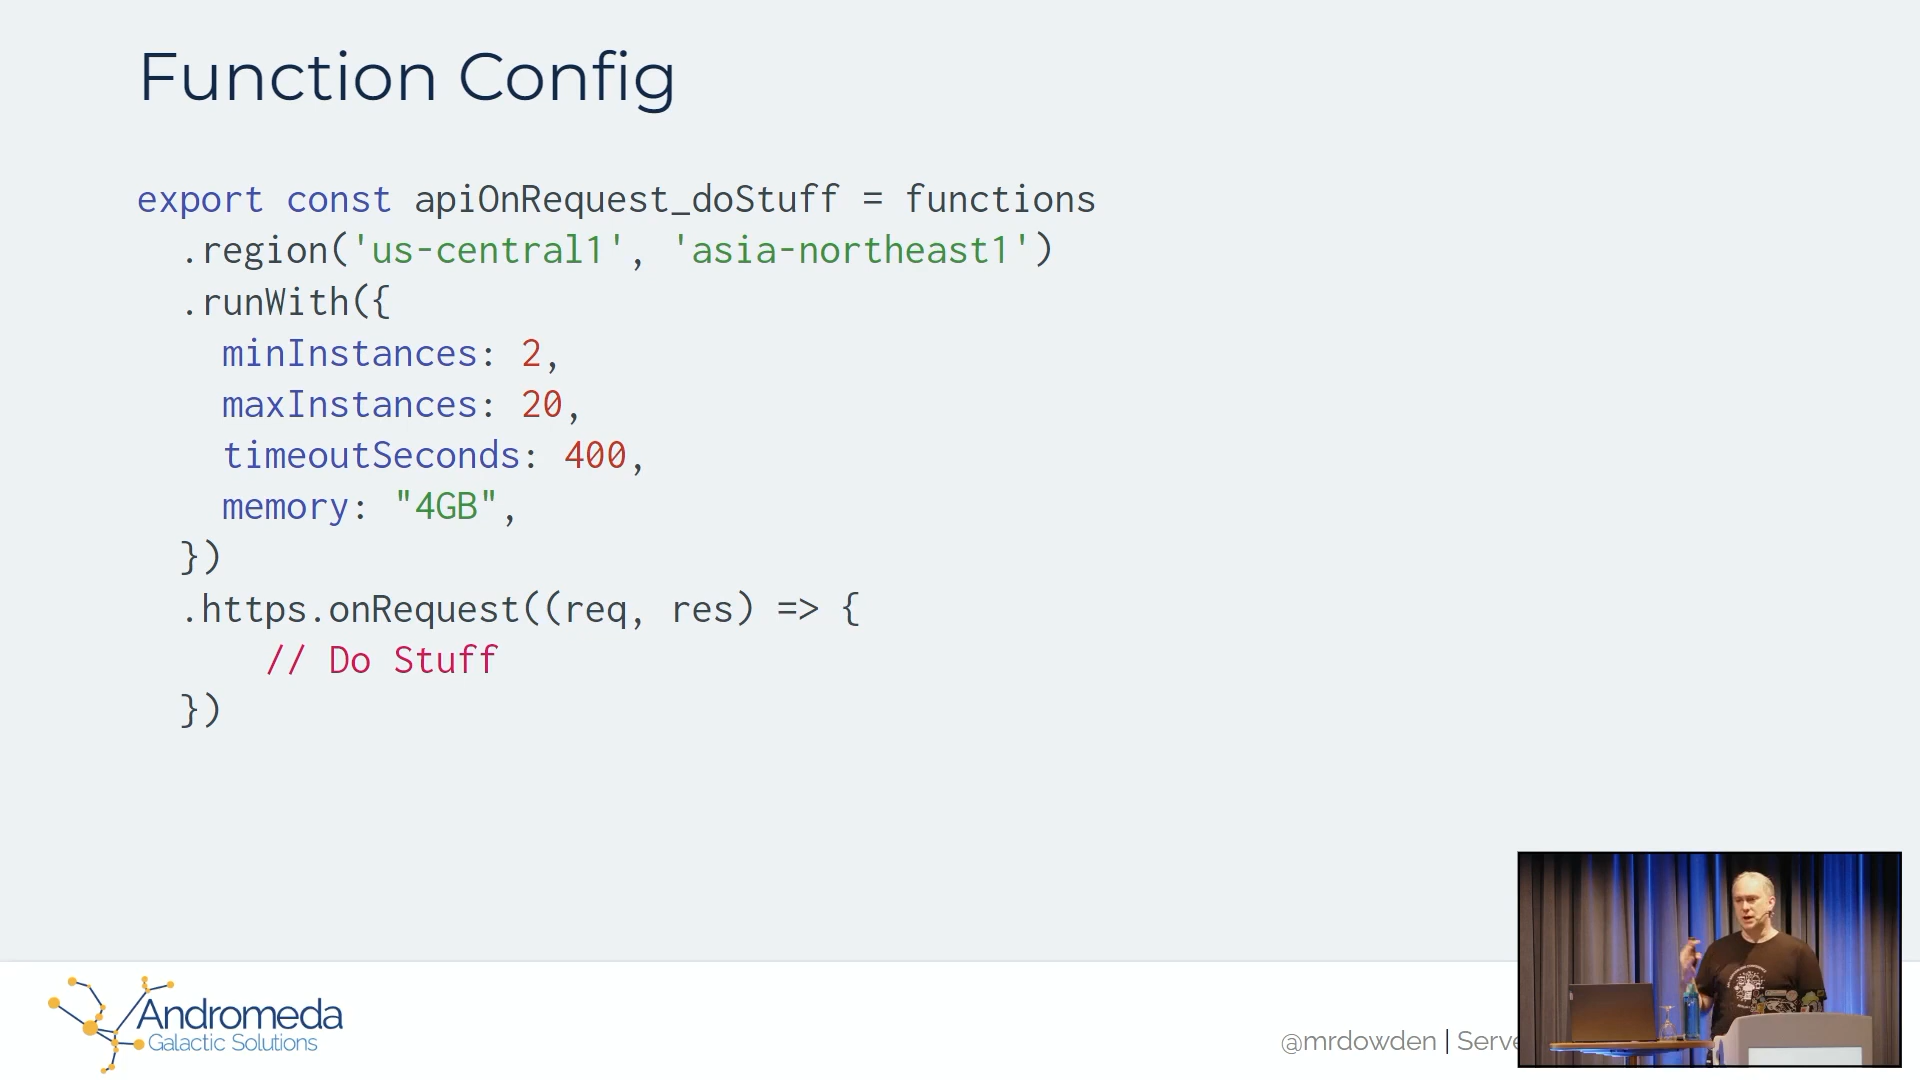 Function Config
export const apiOnRequest_doStuff = functions
.region('us-central1', 'asia-northeast1')
.runWith({
minInstances: 2,
maxInstances: 20,
timeoutSeconds: 400,
memory: "4GB",
})
.https.onRequest((req, res) => {
// Do Stuff
})
Andromeda
Galactic Solutions
@mrdowden |